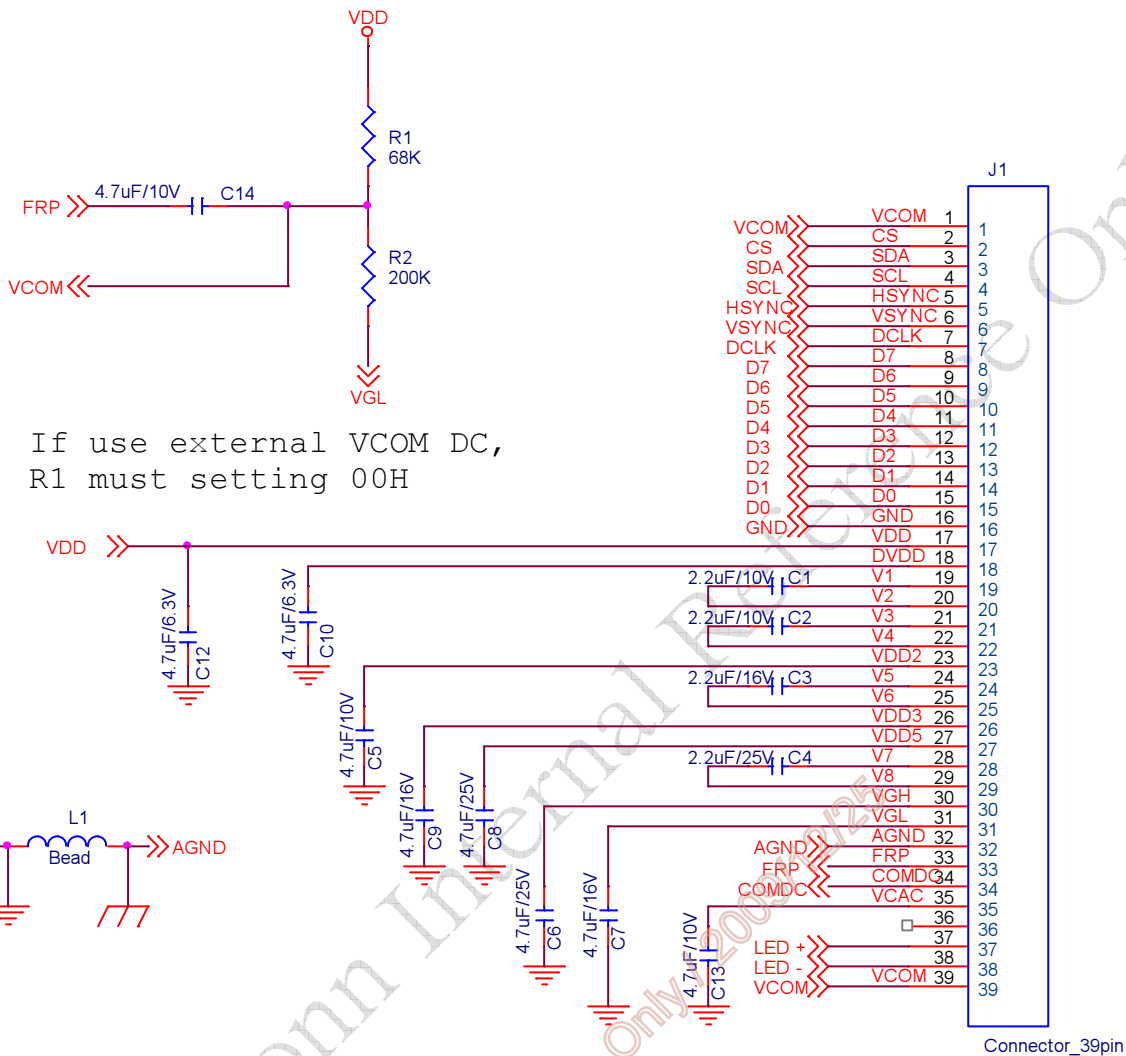 VDD
R1
68K
4.7uF/10V
C14
FRP
R2
200K
VCOM
VGL
If use external VCOM DC,
R1 must setting 00H
J1
VCOM VCOM 1 1
CS CS 2 2
SDA SDA 3 3
SCL SCL 4 4
HSYNC HSYNC 5 5
VSYNC VSYNC 6 6
DCLK DCLK 7 7
D7 D7 8 8
D6 D6 9 9
D5 D5 10 10
D4 D4 11 11
D3 D3 12 12
D2 D2 13 13
D1 D1 14 14
D0 D0 15 15
GND GND 16 16
VDD VDD 17 17
DVDD 18 18
2.2uF/10V C1 V1 19 19
V2 20 20
2.2uF/10V C2 V3 21 21
V4 22 22
VDD2 23 23
2.2uF/16V C3 V5 24 24
V6 25 25
VDD3 26 26
VDD5 27 27
2.2uF/25V C4 V7 28 28
V8 29 29
VGH 30 30
VGL 31 31
AGND AGND 32 32
FRP FRP 33 33
COMDC COMDC 34 34
VCAC 35 35
36 36
LED + 37 37
LED - 38 38
VCOM VCOM 39 39
Connector_39pin
4.7uF/6.3V
C12
4.7uF/6.3V
C10
4.7uF/10V
C5
4.7uF/16V
C9
4.7uF/25V
C8
4.7uF/25V
C6
4.7uF/16V
C7
4.7uF/10V
C13
L1
Bead
AGND
Internal Reference
Only